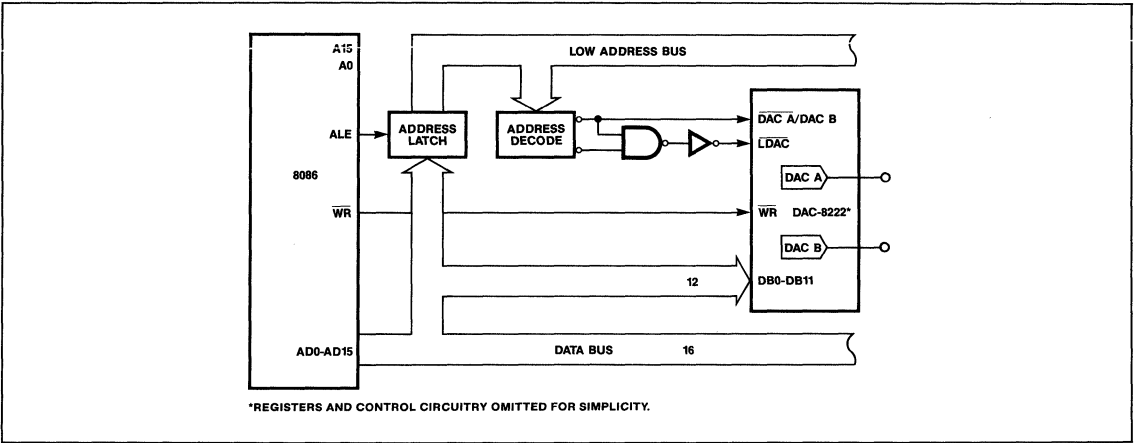 A15
A0
LOW ADDRESS BUS
ALE
ADDRESS
LATCH
ADDRESS
DECODE
DAC A/DAC B
LDAC
8086
DAC A
WR
WR DAC-8222*
DAC B
12
DB0-DB11
AD0-AD15
DATA BUS 16
*REGISTERS AND CONTROL CIRCUITRY OMITTED FOR SIMPLICITY.